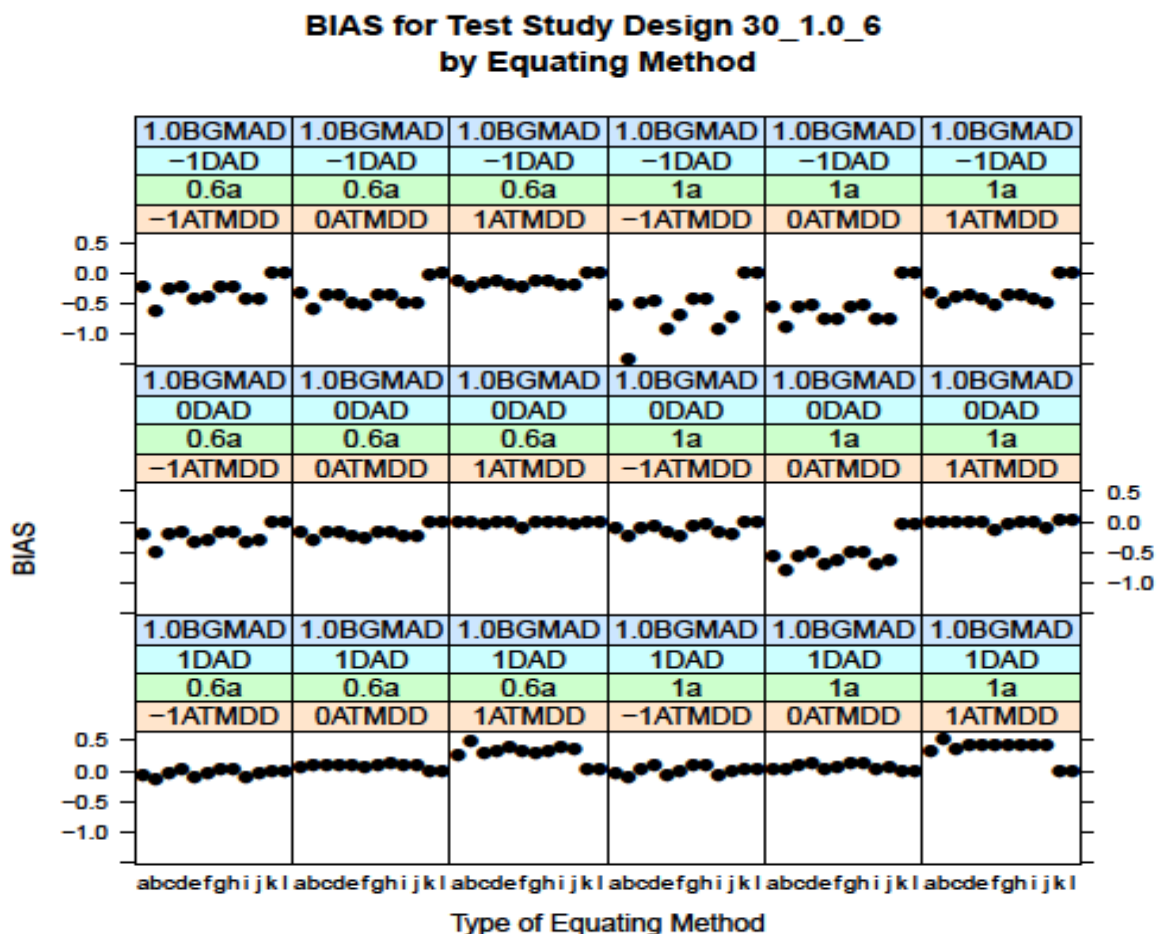 BIAS for Test Study Design 30_1.0_6
by Equating Method
1.0BGMAD 1.0BGMAD 1.0BGMAD 1.0BGMAD 1.0BGMAD 1.0BGMAD
−1DAD −1DAD −1DAD −1DAD −1DAD −1DAD
0.6a 0.6a 0.6a 1a 1a 1a
−1ATMDD 0ATMDD 1ATMDD −1ATMDD 0ATMDD 1ATMDD
0.5
0.0
−0.5
−1.0
1.0BGMAD 1.0BGMAD 1.0BGMAD 1.0BGMAD 1.0BGMAD 1.0BGMAD
0DAD 0DAD 0DAD 0DAD 0DAD 0DAD
0.6a 0.6a 0.6a 1a 1a 1a
−1ATMDD 0ATMDD 1ATMDD −1ATMDD 0ATMDD 1ATMDD
0.5
0.0
−0.5
−1.0
BIAS
1.0BGMAD 1.0BGMAD 1.0BGMAD 1.0BGMAD 1.0BGMAD 1.0BGMAD
1DAD 1DAD 1DAD 1DAD 1DAD 1DAD
0.6a 0.6a 0.6a 1a 1a 1a
−1ATMDD 0ATMDD 1ATMDD −1ATMDD 0ATMDD 1ATMDD
0.5
0.0
−0.5
−1.0
abcdefghijkl abcdefghijkl abcdefghijkl abcdefghijkl abcdefghijkl abcdefghijkl
Type of Equating Method